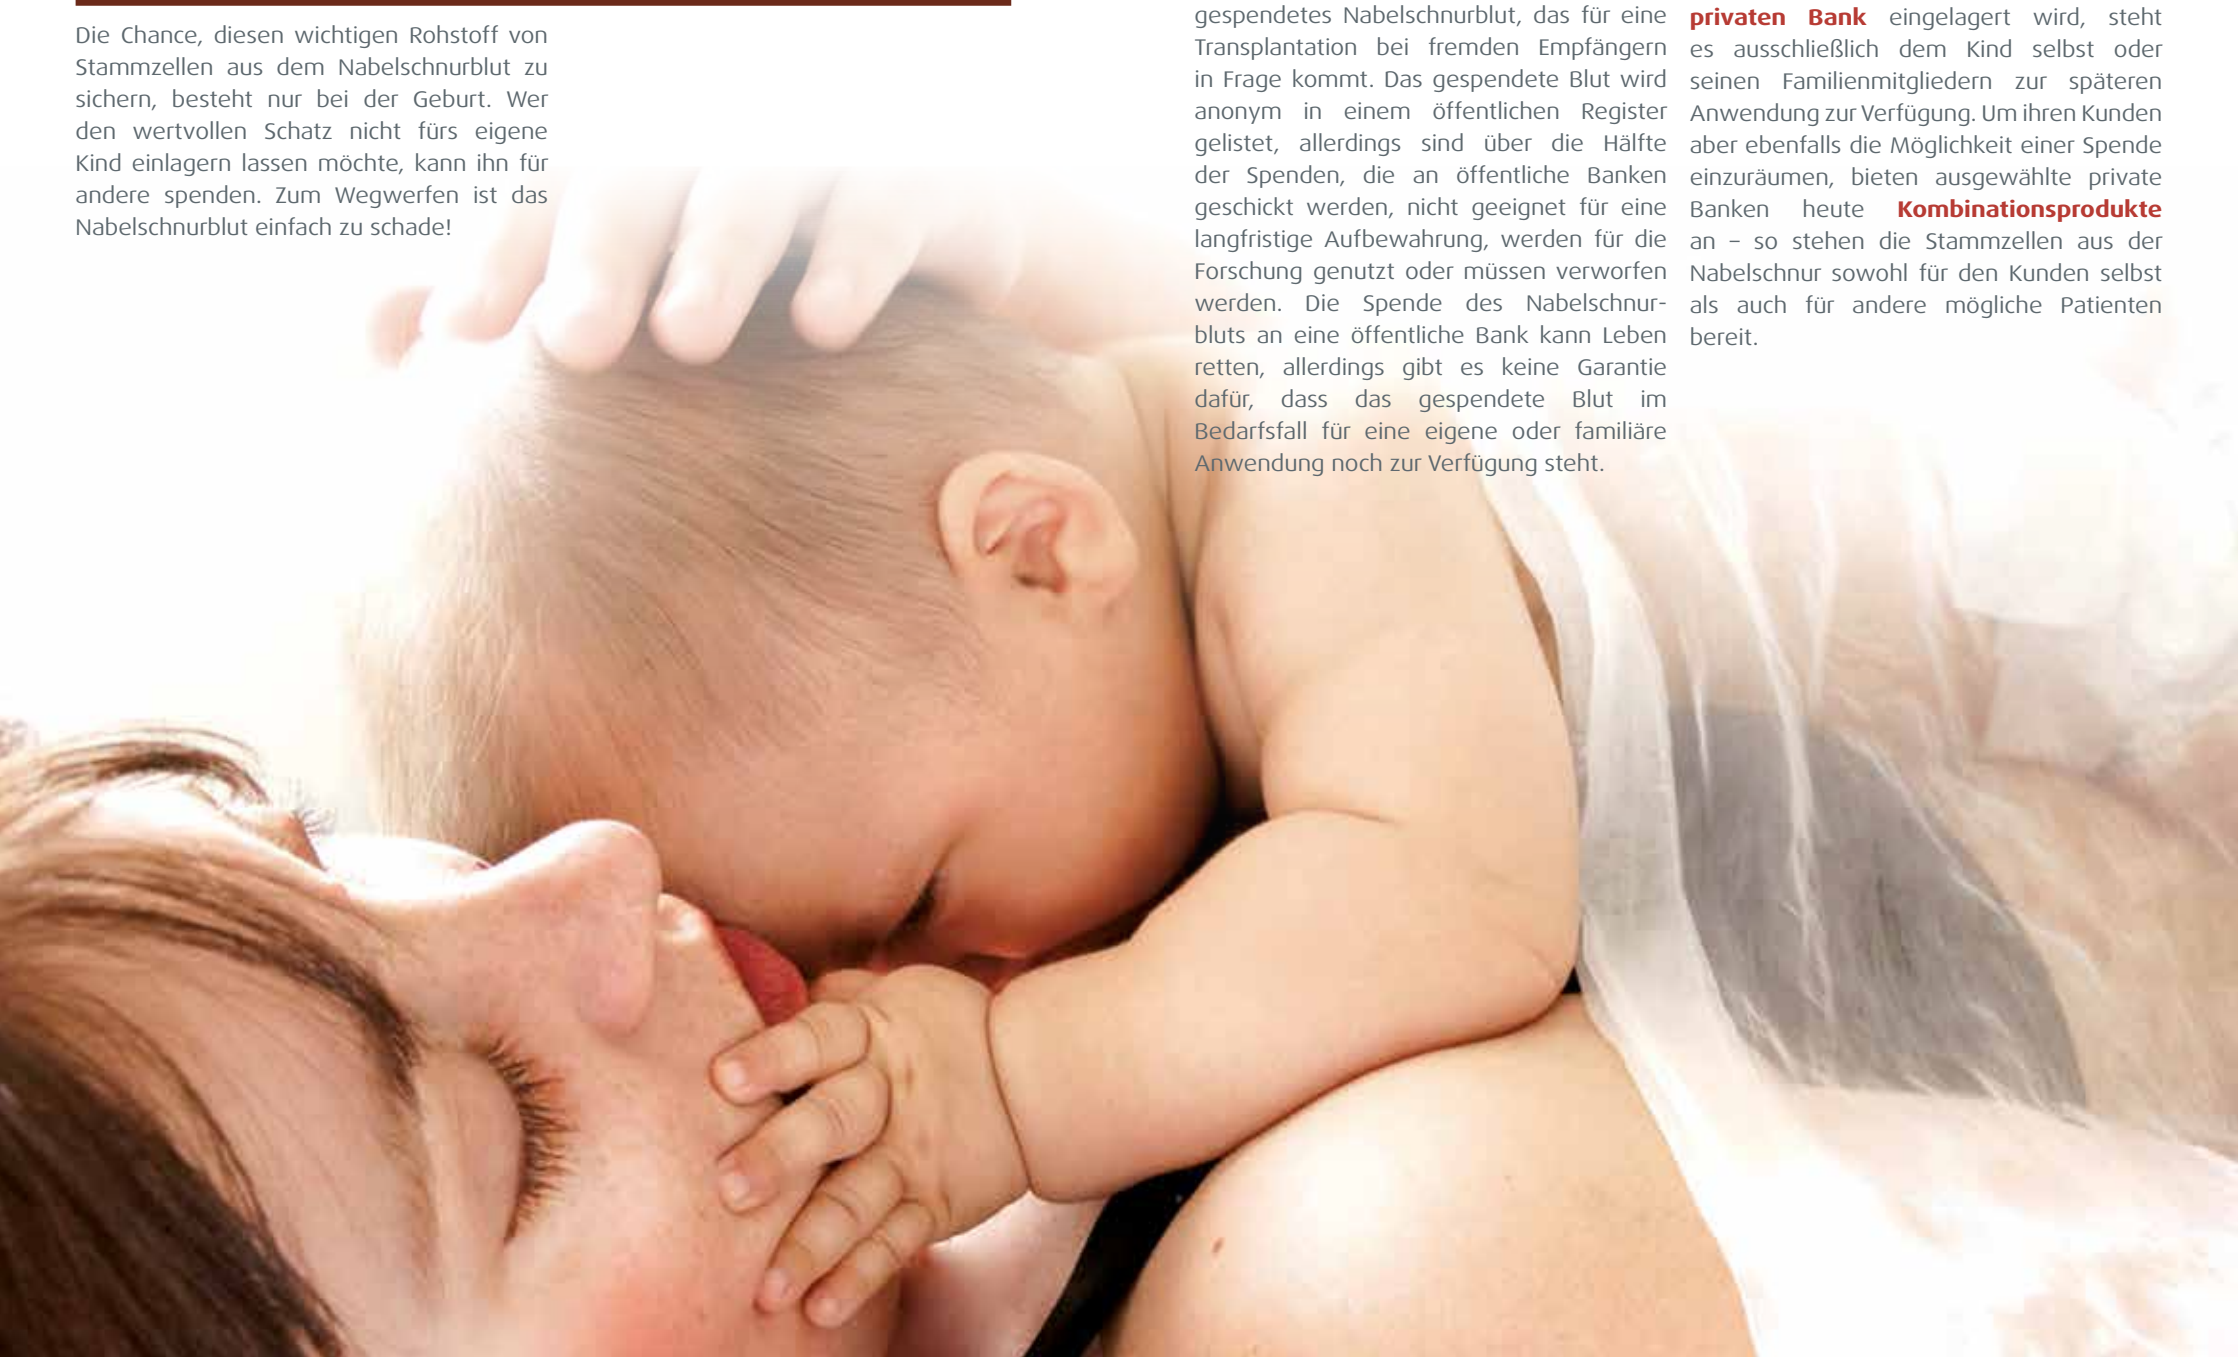 Die Chance, diesen wichtigen Rohstoff von
Stammzellen aus dem Nabelschnurblut zu
sichern, besteht nur bei der Geburt. Wer
den wertvollen Schatz nicht fürs eigene
Kind einlagern lassen möchte, kann ihn für
andere spenden. Zum Wegwerfen ist das
Nabelschnurblut einfach zu schade!
gespendetes Nabelschnurblut, das für eine
Transplantation bei fremden Empfängern
in Frage kommt. Das gespendete Blut wird
anonym in einem öffentlichen Register
gelistet, allerdings sind über die Hälfte
der Spenden, die an öffentliche Banken
geschickt werden, nicht geeignet für eine
langfristige Aufbewahrung, werden für die
Forschung genutzt oder müssen verworfen
werden. Die Spende des Nabelschnur-
bluts an eine öffentliche Bank kann Leben
retten, allerdings gibt es keine Garantie
dafür, dass das gespendete Blut im
Bedarfsfall für eine eigene oder familiäre
Anwendung noch zur Verfügung steht.
privaten Bank eingelagert wird, steht
es ausschließlich dem Kind selbst oder
seinen Familienmitgliedern zur späteren
Anwendung zur Verfügung. Um ihren Kunden
aber ebenfalls die Möglichkeit einer Spende
einzuräumen, bieten ausgewählte private
Banken heute Kombinationsprodukte
an – so stehen die Stammzellen aus der
Nabelschnur sowohl für den Kunden selbst
als auch für andere mögliche Patienten
bereit.